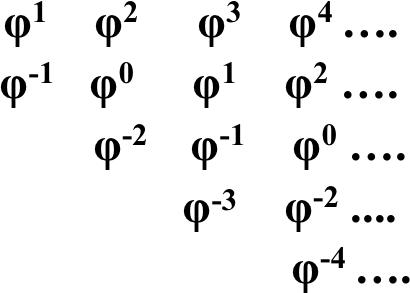 φ¹ φ² φ³ φ⁴ ….
φ⁻¹ φ⁰ φ¹ φ² ….
φ⁻² φ⁻¹ φ⁰ ….
φ⁻³ φ⁻² ....
φ⁻⁴ ….